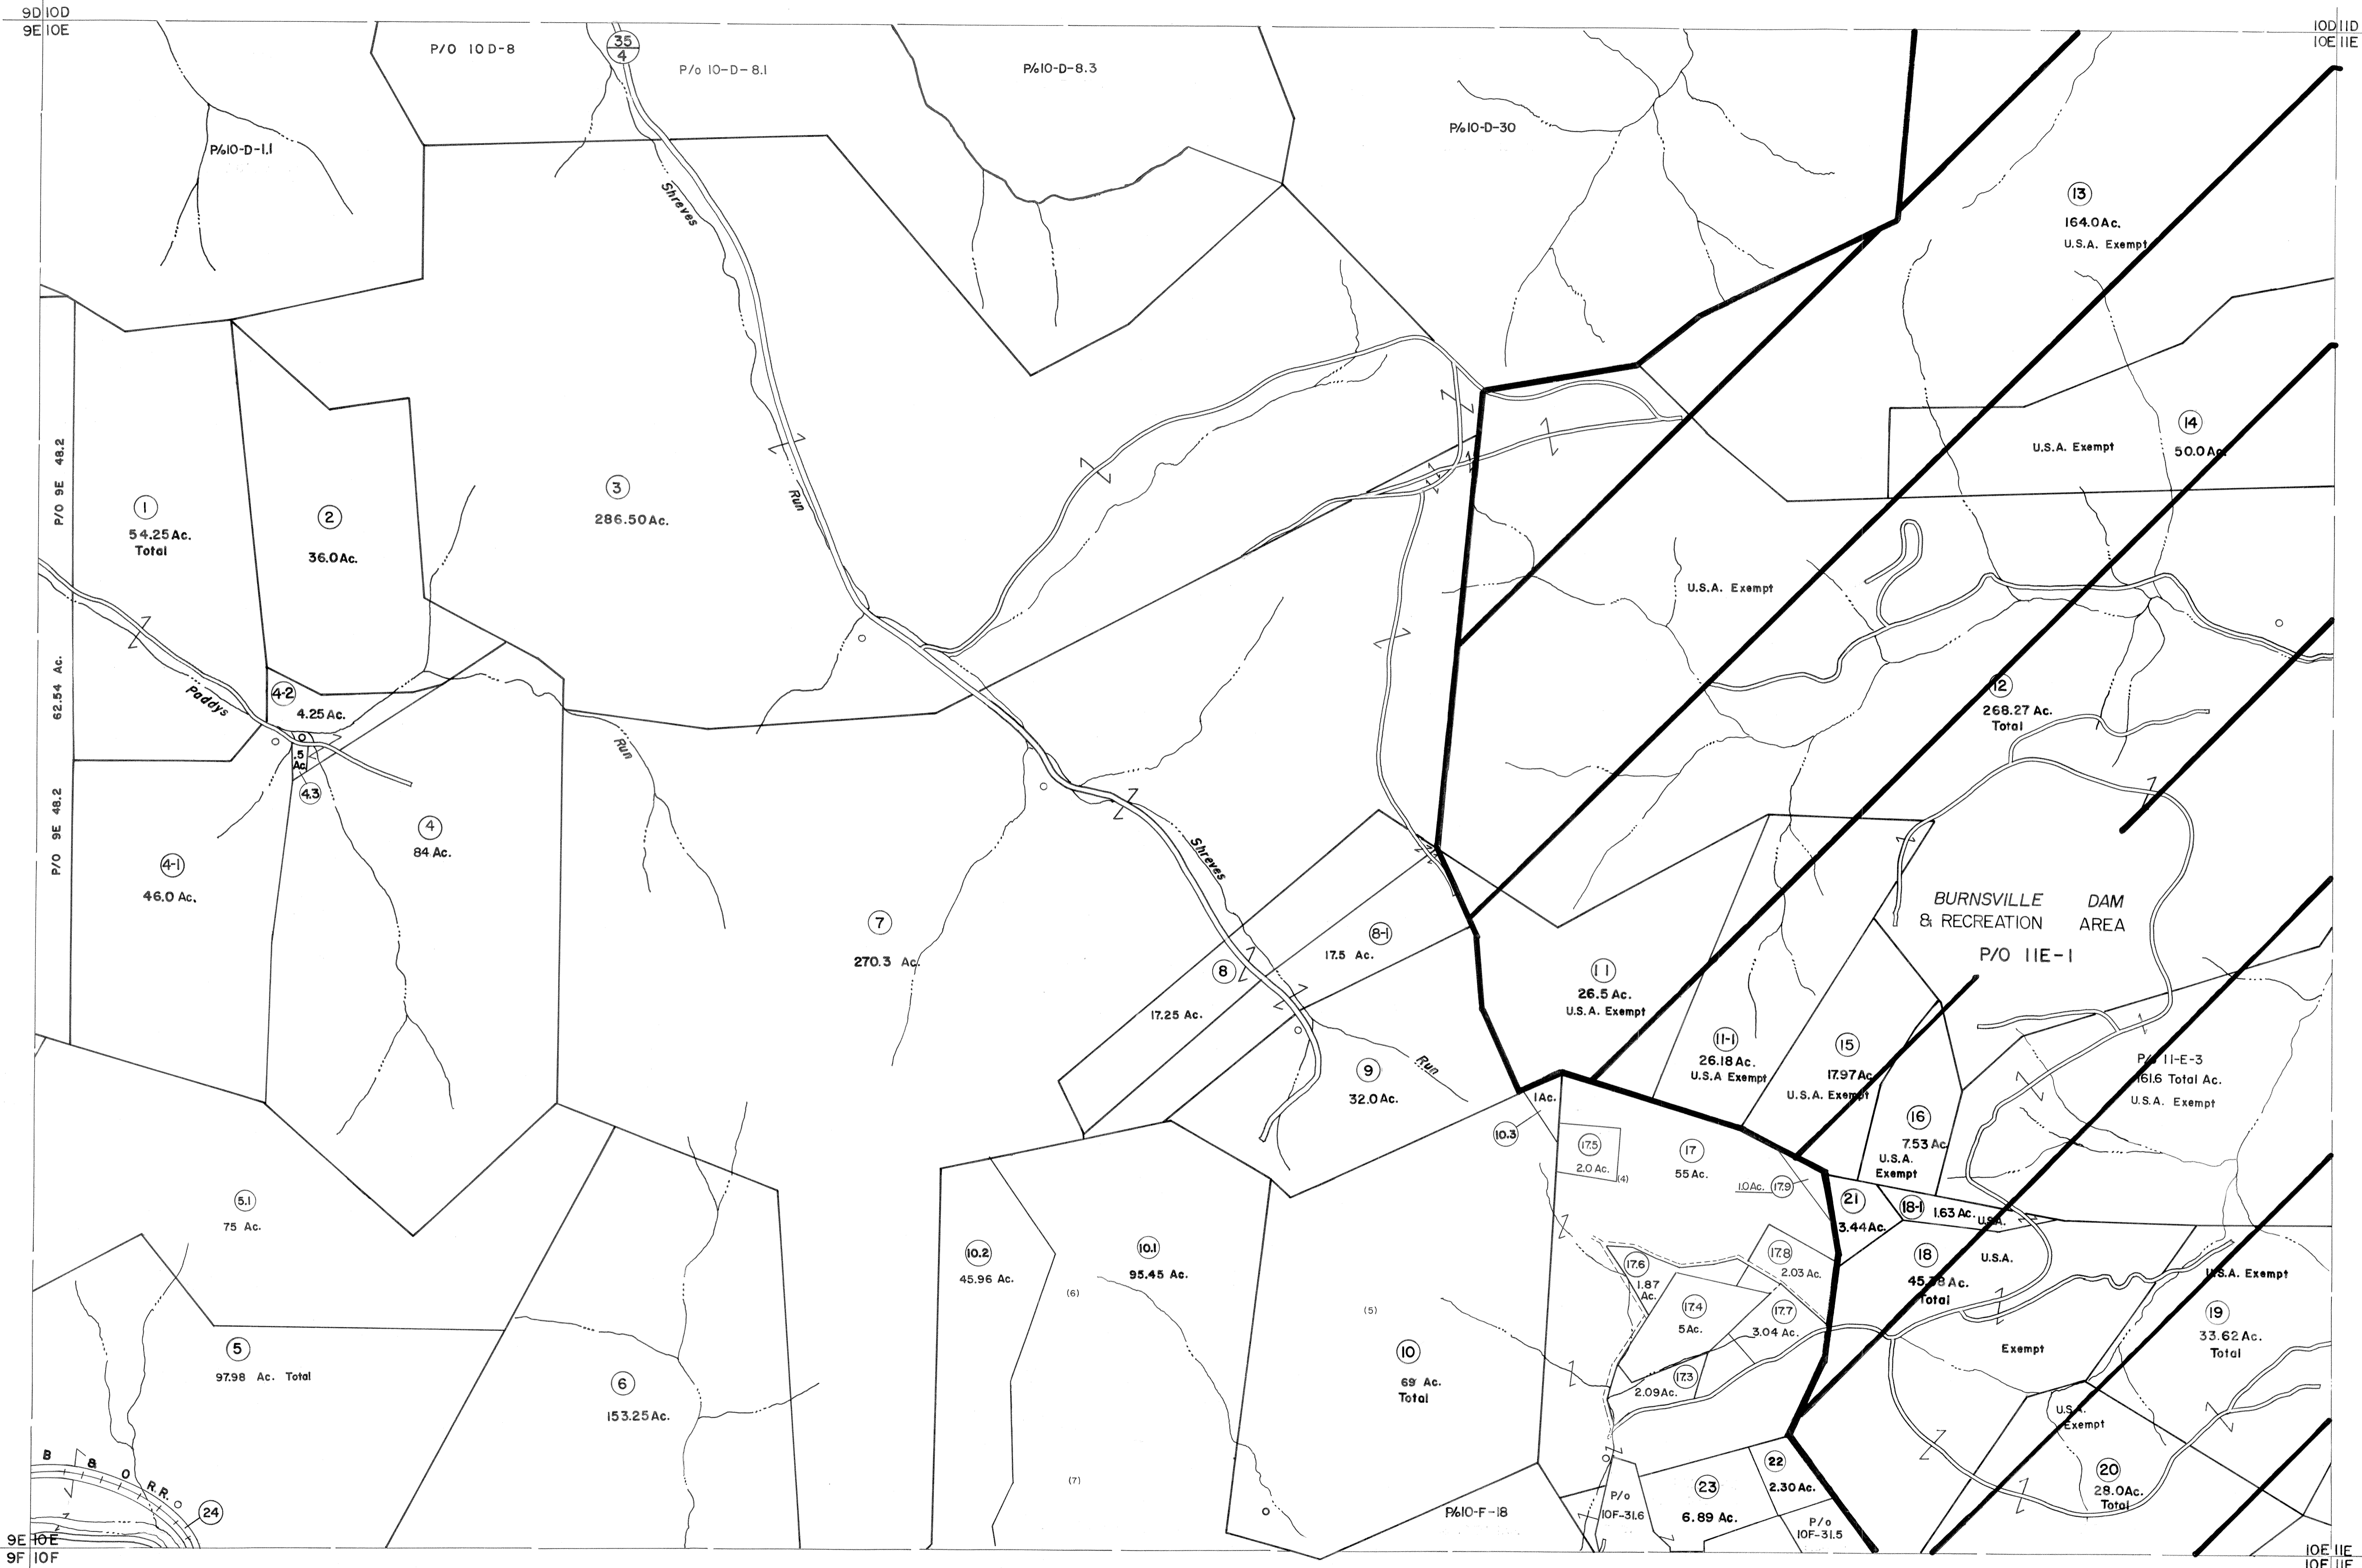 9D 10D
9E 10E
10D 11D
10E 11E
P/O 10D-8
35
4
P/o 10-D-8.1
P/o 10-D-8.3
P/o 10-D-30
P/o 10-D-1.1
Shreves
13
164.0 Ac.
U.S.A. Exempt
14
U.S.A. Exempt
50.0 Ac.
P/O 9E 48.2
1
54.25 Ac.
Total
2
36.0 Ac.
3
286.50 Ac.
Run
U.S.A. Exempt
62.54 Ac.
Paddys
4-2
4.25 Ac.
.5
Ac.
4.3
Run
12
268.27 Ac.
Total
P/O 9E 48.2
4
84 Ac.
4-1
46.0 Ac.
Shreves
7
270.3 Ac.
8-1
17.5 Ac.
8
17.25 Ac.
BURNSVILLE DAM
& RECREATION AREA
P/O 11E-1
11
26.5 Ac.
U.S.A. Exempt
11-1
26.18 Ac.
U.S.A Exempt
15
17.97 Ac.
U.S.A. Exempt
P/o 11-E-3
161.6 Total Ac.
U.S.A. Exempt
Run
9
32.0 Ac.
1 Ac.
10.3
16
7.53 Ac.
U.S.A.
Exempt
17.5
2.0 Ac.
(4)
17
55 Ac.
1.0 Ac. 17.9
21
3.44 Ac.
18-1
1.63 Ac.
U.S.A.
5.1
75 Ac.
10.2
45.96 Ac.
10.1
95.45 Ac.
(6)
(5)
17.6
1.87
Ac.
17.8
2.03 Ac.
17.4
5 Ac.
17.7
3.04 Ac.
17.3
2.09 Ac.
18
U.S.A.
45.78 Ac.
Total
U.S.A. Exempt
19
33.62 Ac.
Total
Exempt
5
97.98 Ac. Total
6
153.25 Ac.
10
69 Ac.
Total
U.S.A.
Exempt
B & O R.R.
24
(7)
P/o 10-F-18
P/o
10F-31.6
23
6.89 Ac.
22
2.30 Ac.
P/o
10F-31.5
20
28.0 Ac.
Total
9E 10E
9F 10F
10E 11E
10F 11F